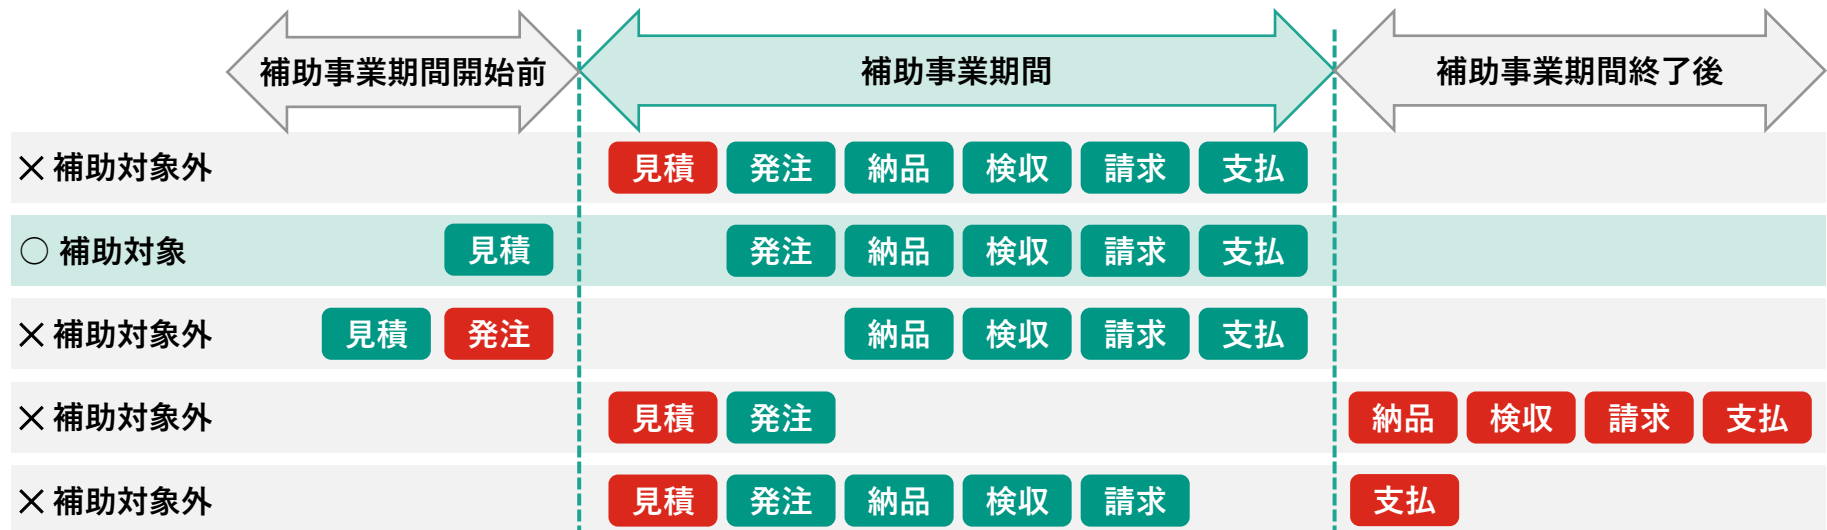 補助事業期間開始前 補助事業期間 補助事業期間終了後
× 補助対象外 見積 発注 納品 検収 請求 支払
○ 補助対象 見積 発注 納品 検収 請求 支払
× 補助対象外 見積 発注 納品 検収 請求 支払
× 補助対象外 見積 発注 納品 検収 請求 支払
× 補助対象外 見積 発注 納品 検収 請求 支払